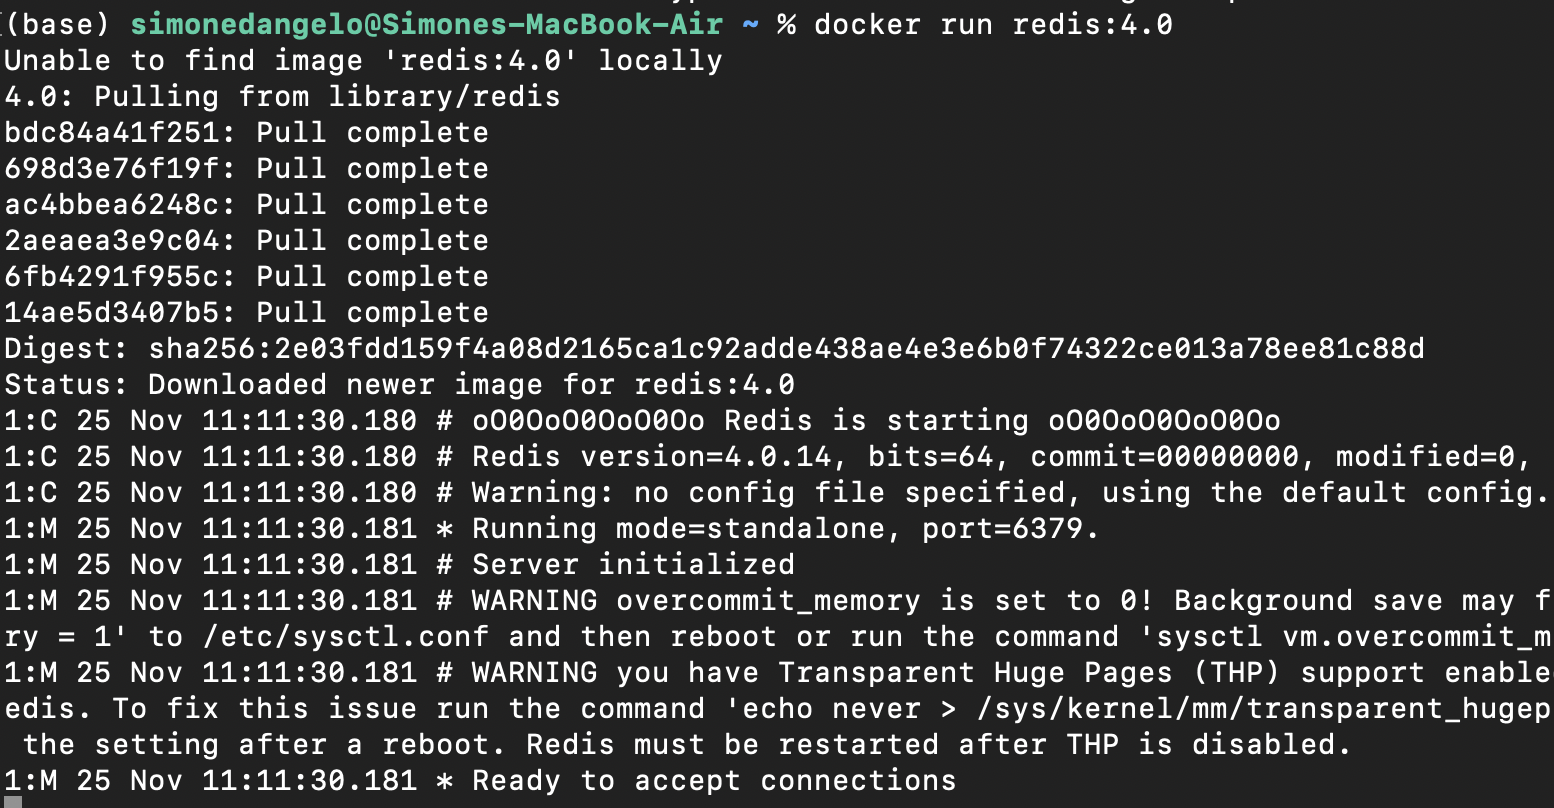 (base) simonedangelo@Simones-MacBook-Air ~ % docker run redis:4.0
Unable to find image 'redis:4.0' locally
4.0: Pulling from library/redis
bdc84a41f251: Pull complete
698d3e76f19f: Pull complete
ac4bbea6248c: Pull complete
2aeaea3e9c04: Pull complete
6fb4291f955c: Pull complete
14ae5d3407b5: Pull complete
Digest: sha256:2e03fdd159f4a08d2165ca1c92adde438ae4e3e6b0f74322ce013a78ee81c88d
Status: Downloaded newer image for redis:4.0
1:C 25 Nov 11:11:30.180 # oO0OoO0OoO0Oo Redis is starting oO0OoO0OoO0Oo
1:C 25 Nov 11:11:30.180 # Redis version=4.0.14, bits=64, commit=00000000, modified=0,
1:C 25 Nov 11:11:30.180 # Warning: no config file specified, using the default config.
1:M 25 Nov 11:11:30.181 * Running mode=standalone, port=6379.
1:M 25 Nov 11:11:30.181 # Server initialized
1:M 25 Nov 11:11:30.181 # WARNING overcommit_memory is set to 0! Background save may f
ry = 1' to /etc/sysctl.conf and then reboot or run the command 'sysctl vm.overcommit_m
1:M 25 Nov 11:11:30.181 # WARNING you have Transparent Huge Pages (THP) support enable
edis. To fix this issue run the command 'echo never > /sys/kernel/mm/transparent_hugep
 the setting after a reboot. Redis must be restarted after THP is disabled.
1:M 25 Nov 11:11:30.181 * Ready to accept connections